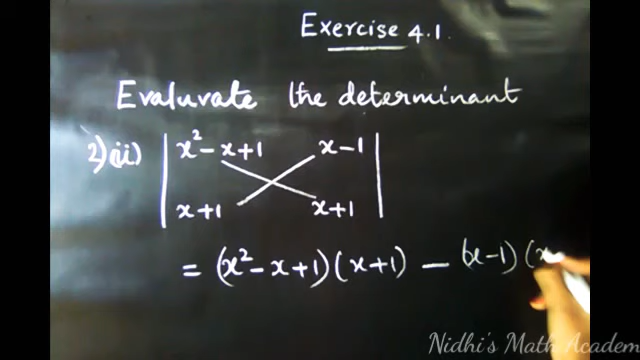 Exercise 4.1.
Evaluvate the determinant
2)(ii) | x² - x+1 x-1 |
| x+1 x+1 |
= (x² - x+1)(x+1) - (x-1)(x
Nidhi's Math Academ